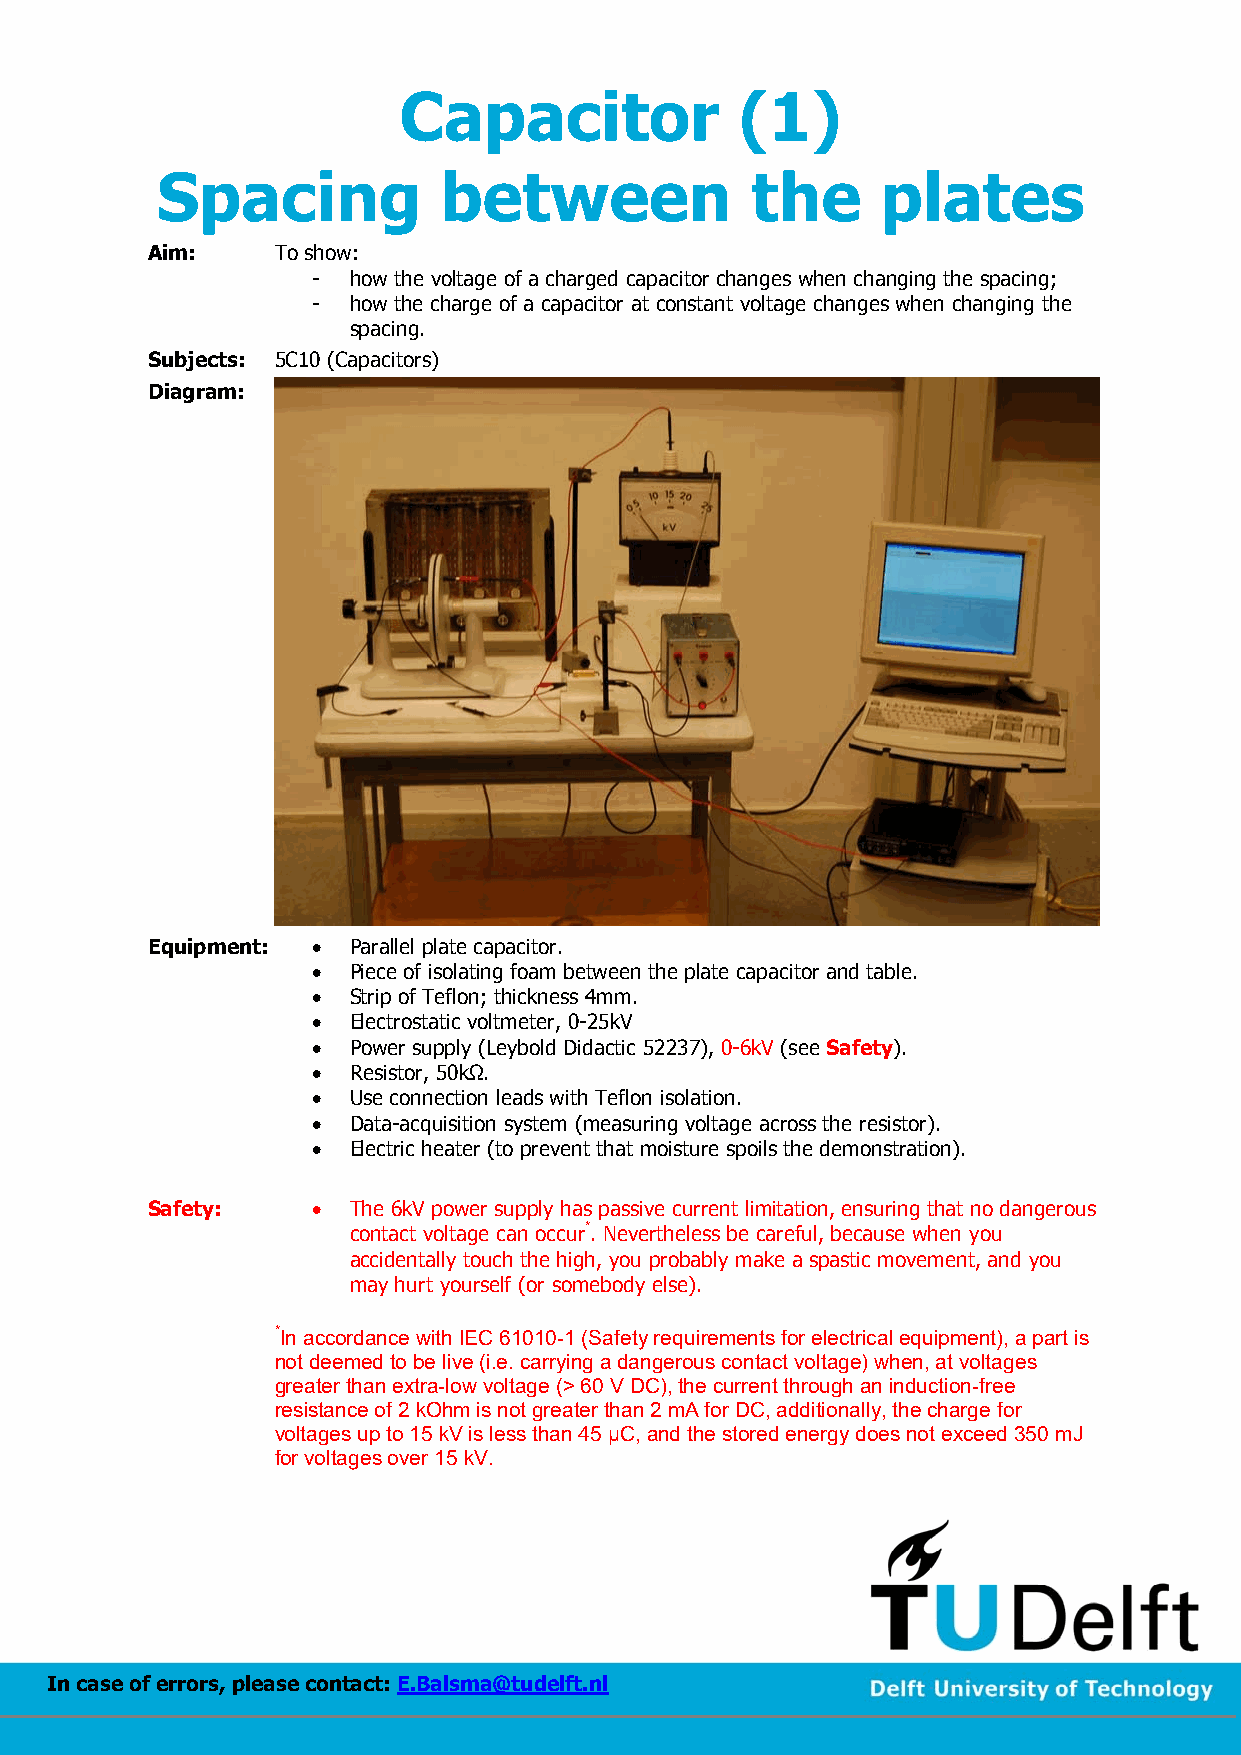 Capacitor (1)
Spacing between the plates
Aim: To show:
- how the voltage of a charged capacitor changes when changing the spacing;
- how the charge of a capacitor at constant voltage changes when changing the
spacing.
Subjects: 5C10 (Capacitors)
Diagram:
0 5 10 15 20 25
kV
Equipment: • Parallel plate capacitor.
• Piece of isolating foam between the plate capacitor and table.
• Strip of Teflon; thickness 4mm.
• Electrostatic voltmeter, 0-25kV
• Power supply (Leybold Didactic 52237), 0-6kV (see Safety).
• Resistor, 50kΩ.
• Use connection leads with Teflon isolation.
• Data-acquisition system (measuring voltage across the resistor).
• Electric heater (to prevent that moisture spoils the demonstration).
Safety: • The 6kV power supply has passive current limitation, ensuring that no dangerous
contact voltage can occur*. Nevertheless be careful, because when you
accidentally touch the high, you probably make a spastic movement, and you
may hurt yourself (or somebody else).
*In accordance with IEC 61010-1 (Safety requirements for electrical equipment), a part is
not deemed to be live (i.e. carrying a dangerous contact voltage) when, at voltages
greater than extra-low voltage (> 60 V DC), the current through an induction-free
resistance of 2 kOhm is not greater than 2 mA for DC, additionally, the charge for
voltages up to 15 kV is less than 45 µC, and the stored energy does not exceed 350 mJ
for voltages over 15 kV.
TU Delft
In case of errors, please contact: E.Balsma@tudelft.nl
Delft University of Technology